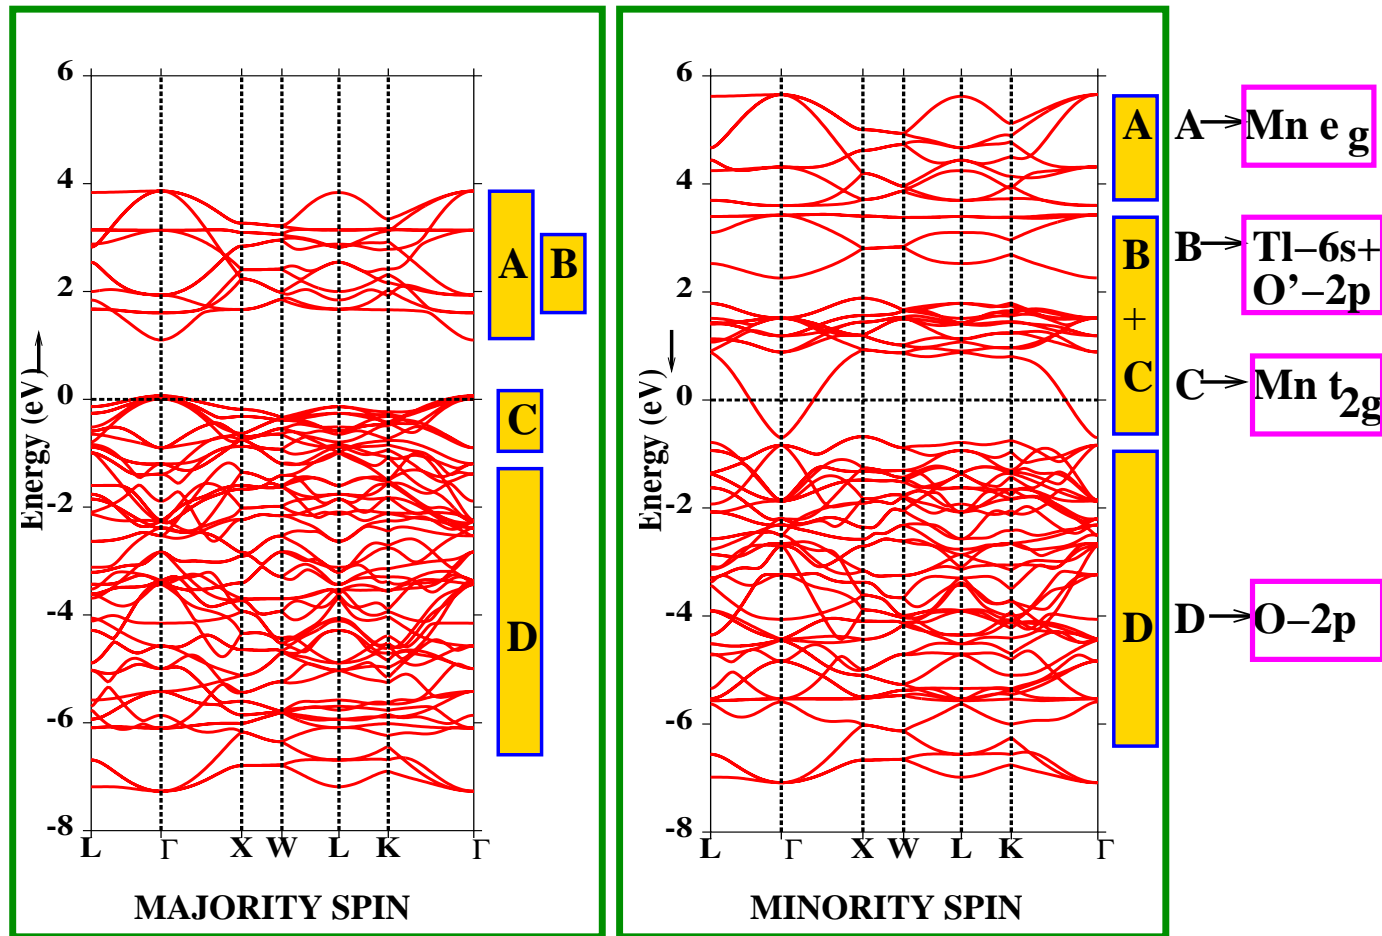 6
4
2
0
-2
-4
-6
-8
Energy (eV)
L Γ X W L K Γ
MAJORITY SPIN
A
B
C
D
6
4
2
0
-2
-4
-6
-8
Energy (eV)
L Γ X W L K Γ
MINORITY SPIN
A
B
+
C
D
A Mn e g
B Tl−6s+
O’−2p
C Mn t2g
D O−2p